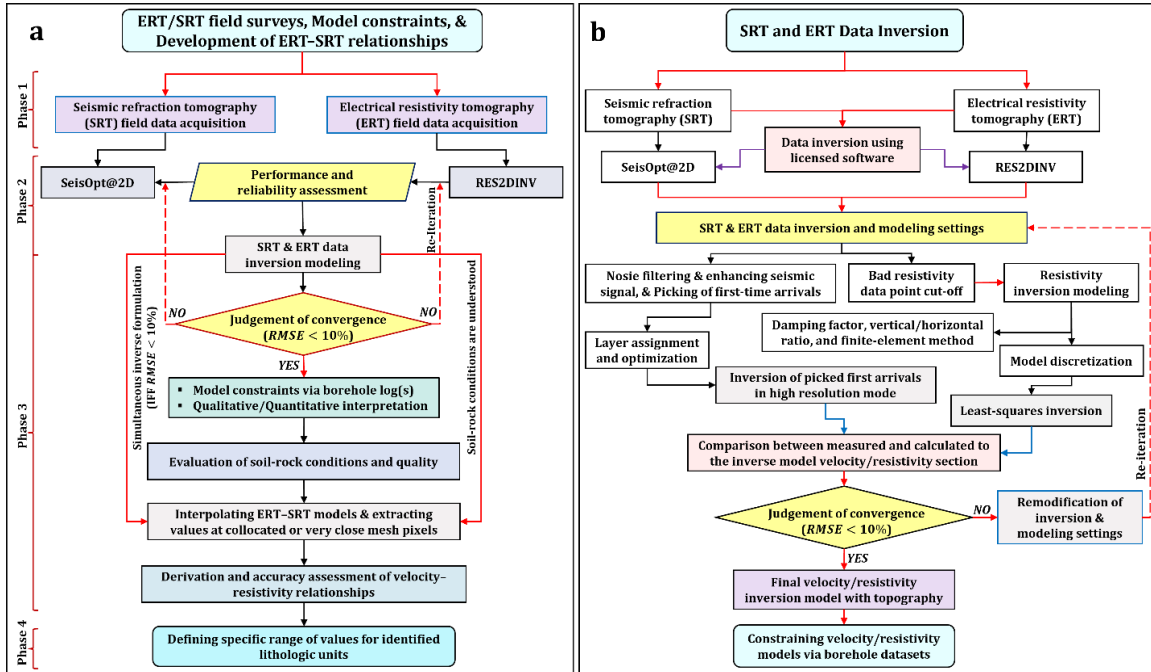 a
ERT/SRT field surveys, Model constraints, &
Development of ERT–SRT relationships
Phase 1
Seismic refraction tomography
(SRT) field data acquisition
Electrical resistivity tomography
(ERT) field data acquisition
Phase 2
SeisOpt@2D
Performance and
reliability assessment
RES2DINV
Re-Iteration
SRT & ERT data
inversion modeling
Phase 3
Simultaneous inverse formulation
(IFF RMSE < 10%)
Soil-rock conditions are understood
NO
Judgement of convergence
(RMSE < 10%)
NO
YES
▪ Model constraints via borehole log(s)
▪ Qualitative/Quantitative interpretation
Evaluation of soil-rock conditions and quality
Interpolating ERT–SRT models & extracting
values at collocated or very close mesh pixels
Derivation and accuracy assessment of velocity–
resistivity relationships
Phase 4
Defining specific range of values for identified
lithologic units
b
SRT and ERT Data Inversion
Seismic refraction
tomography (SRT)
Electrical resistivity
tomography (ERT)
Data inversion using
licensed software
SeisOpt@2D
RES2DINV
SRT & ERT data inversion and modeling settings
Nosie filtering & enhancing seismic
signal, & Picking of first-time arrivals
Bad resistivity
data point cut-off
Resistivity
inversion modeling
Layer assignment
and optimization
Damping factor, vertical/horizontal
ratio, and finite-element method
Model discretization
Inversion of picked first arrivals
in high resolution mode
Least-squares inversion
Comparison between measured and calculated to
the inverse model velocity/resistivity section
Re-iteration
Judgement of convergence
(RMSE < 10%)
NO
Remodification of
inversion &
modeling settings
YES
Final velocity/resistivity
inversion model with topography
Constraining velocity/resistivity
models via borehole datasets